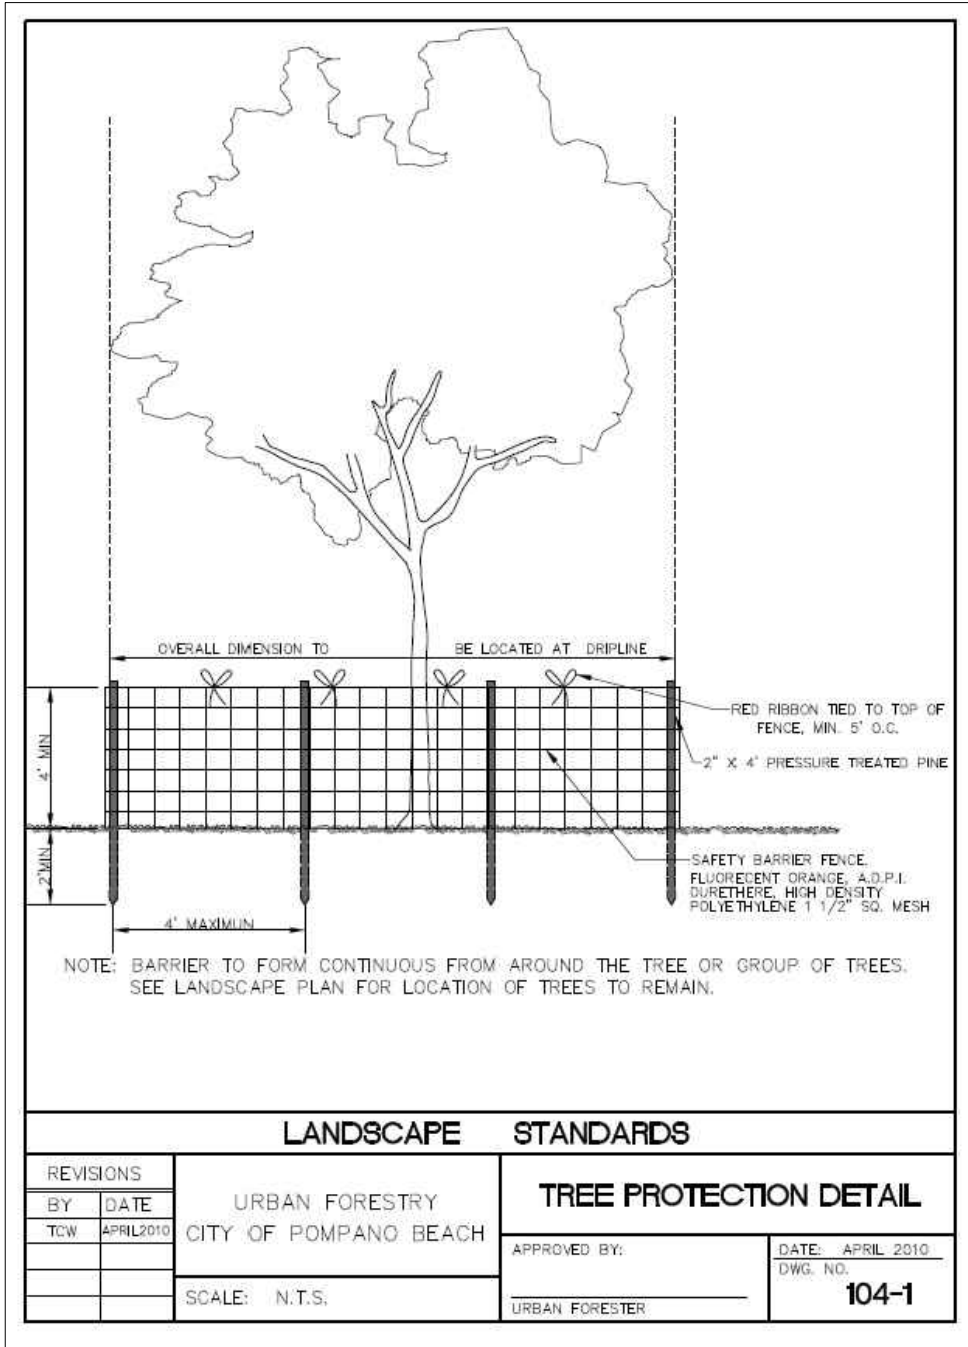 OVERALL DIMENSION TO BE LOCATED AT DRIPLINE
RED RIBBON TIED TO TOP OF
FENCE, MIN. 5' O.C.
4' MIN
2" X 4' PRESSURE TREATED PINE
2'MIN
SAFETY BARRIER FENCE.
FLUORECENT ORANGE, A.D.P.I.
DURETHERE, HIGH DENSITY
POLYETHYLENE 1 1/2" SQ. MESH
4' MAXIMUN
NOTE: BARRIER TO FORM CONTINUOUS FROM AROUND THE TREE OR GROUP OF TREES.
SEE LANDSCAPE PLAN FOR LOCATION OF TREES TO REMAIN.
LANDSCAPE STANDARDS
REVISIONS
BY DATE
TCW APRIL2010
URBAN FORESTRY
CITY OF POMPANO BEACH
SCALE: N.T.S.
TREE PROTECTION DETAIL
APPROVED BY:
URBAN FORESTER
DATE: APRIL 2010
DWG. NO.
104-1